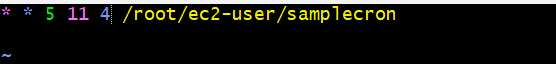 * * 5 11 4 /root/ec2-user/samplecron
~